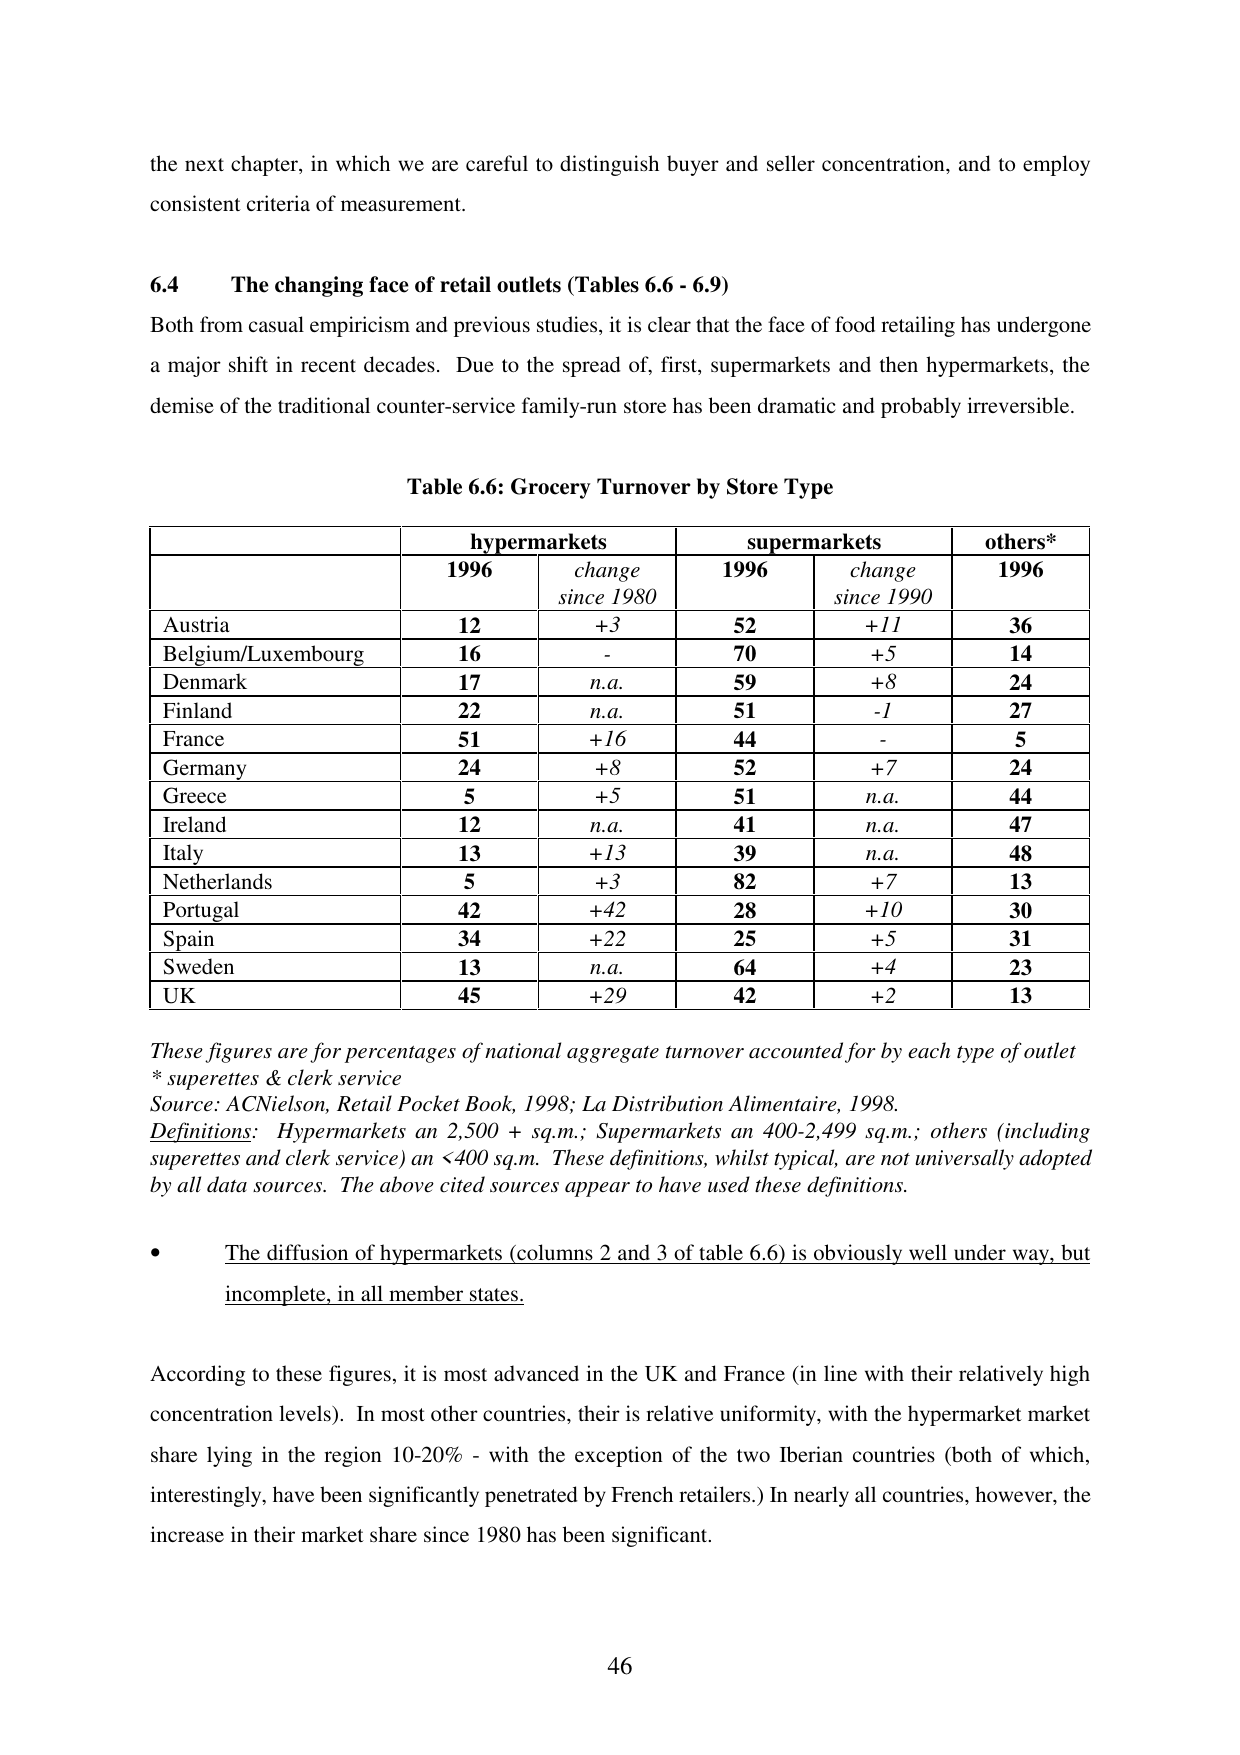 the next chapter, in which we are careful to distinguish buyer and seller concentration, and to employ
consistent criteria of measurement.
6.4 The changing face of retail outlets (Tables 6.6 - 6.9)
Both from casual empiricism and previous studies, it is clear that the face of food retailing has undergone
a major shift in recent decades. Due to the spread of, first, supermarkets and then hypermarkets, the
demise of the traditional counter-service family-run store has been dramatic and probably irreversible.
Table 6.6: Grocery Turnover by Store Type
hypermarkets supermarkets others*
1996 change 1996 change 1996
since 1980 since 1990
Austria 12 +3 52 +11 36
Belgium/Luxembourg 16 - 70 +5 14
Denmark 17 n.a. 59 +8 24
Finland 22 n.a. 51 -1 27
France 51 +16 44 - 5
Germany 24 +8 52 +7 24
Greece 5 +5 51 n.a. 44
Ireland 12 n.a. 41 n.a. 47
Italy 13 +13 39 n.a. 48
Netherlands 5 +3 82 +7 13
Portugal 42 +42 28 +10 30
Spain 34 +22 25 +5 31
Sweden 13 n.a. 64 +4 23
UK 45 +29 42 +2 13
These figures are for percentages of national aggregate turnover accounted for by each type of outlet
* superettes & clerk service
Source: ACNielson, Retail Pocket Book, 1998; La Distribution Alimentaire, 1998.
Definitions: Hypermarkets an 2,500 + sq.m.; Supermarkets an 400-2,499 sq.m.; others (including
superettes and clerk service) an <400 sq.m. These definitions, whilst typical, are not universally adopted
by all data sources. The above cited sources appear to have used these definitions.
• The diffusion of hypermarkets (columns 2 and 3 of table 6.6) is obviously well under way, but
incomplete, in all member states.
According to these figures, it is most advanced in the UK and France (in line with their relatively high
concentration levels). In most other countries, their is relative uniformity, with the hypermarket market
share lying in the region 10-20% - with the exception of the two Iberian countries (both of which,
interestingly, have been significantly penetrated by French retailers.) In nearly all countries, however, the
increase in their market share since 1980 has been significant.
46